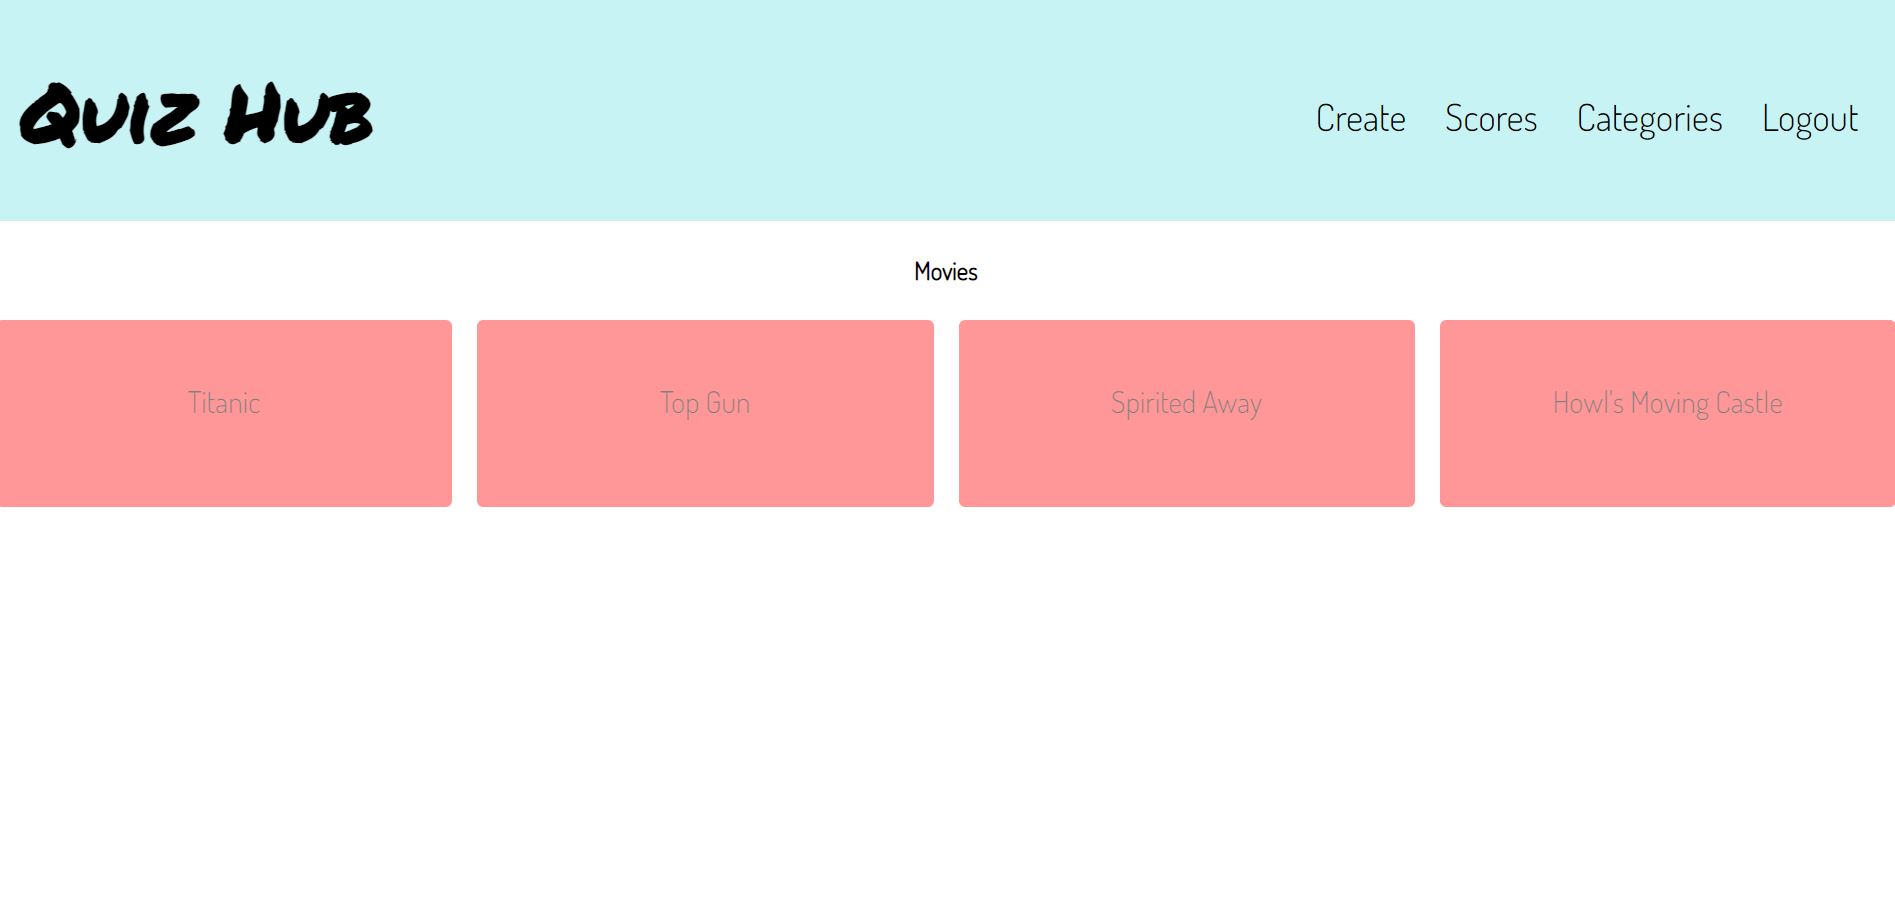 Quiz Hub
Create Scores Categories Logout
Movies
Titanic Top Gun Spirited Away Howl's Moving Castle